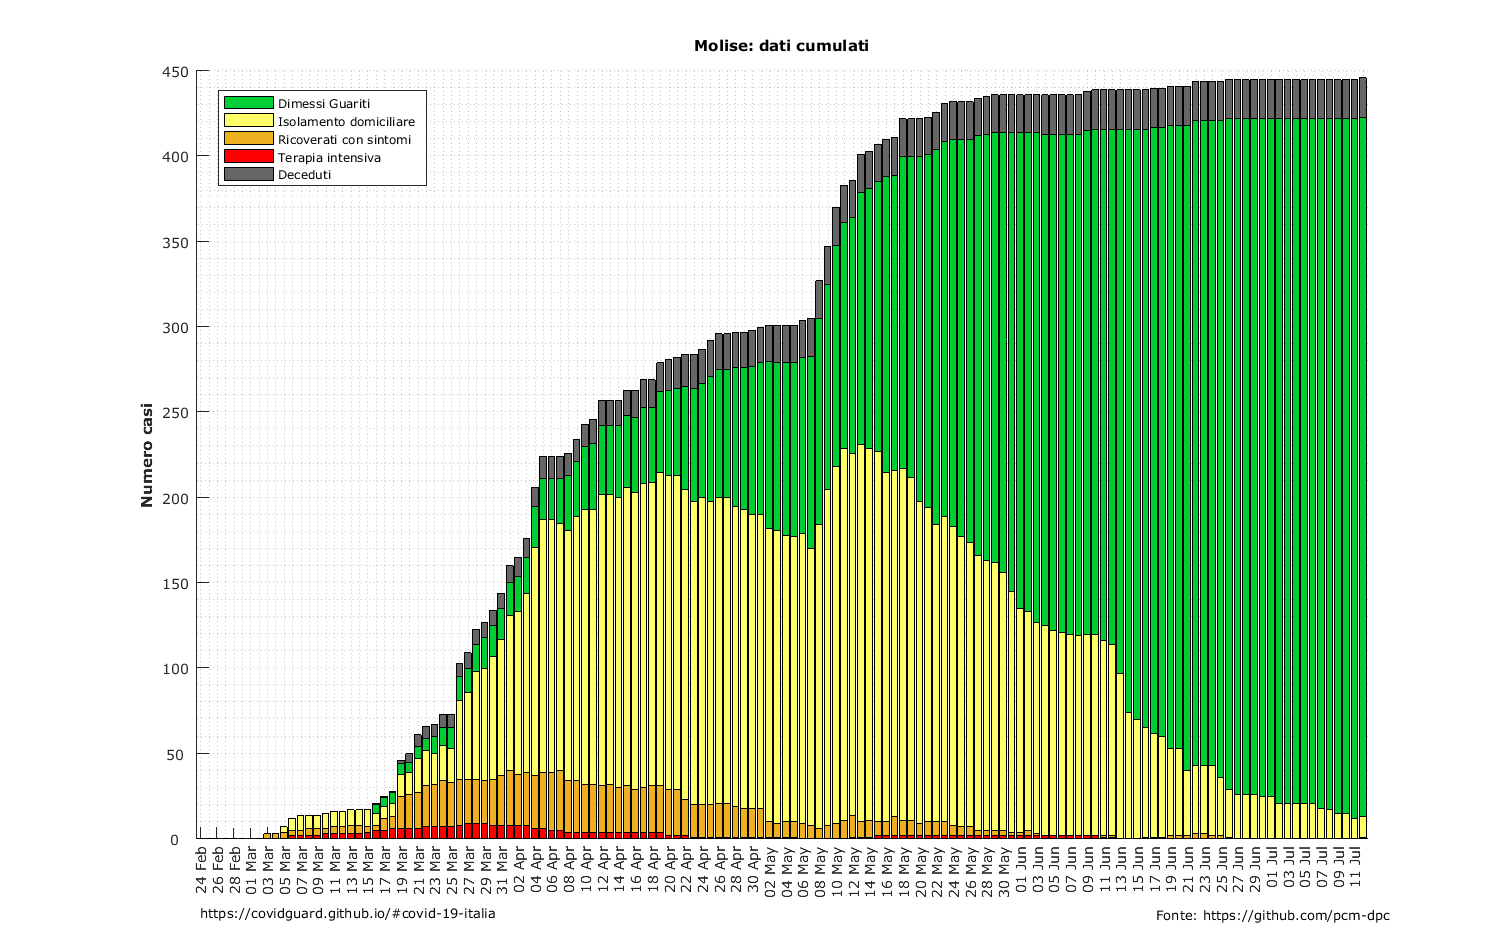 Molise: dati cumulati
450
400
350
300
250
200
150
100
50
0
Numero casi
Dimessi Guariti
Isolamento domiciliare
Ricoverati con sintomi
Terapia intensiva
Deceduti
24 Feb
26 Feb
28 Feb
01 Mar
03 Mar
05 Mar
07 Mar
09 Mar
11 Mar
13 Mar
15 Mar
17 Mar
19 Mar
21 Mar
23 Mar
25 Mar
27 Mar
29 Mar
31 Mar
02 Apr
04 Apr
06 Apr
08 Apr
10 Apr
12 Apr
14 Apr
16 Apr
18 Apr
20 Apr
22 Apr
24 Apr
26 Apr
28 Apr
30 Apr
02 May
04 May
06 May
08 May
10 May
12 May
14 May
16 May
18 May
20 May
22 May
24 May
26 May
28 May
30 May
01 Jun
03 Jun
05 Jun
07 Jun
09 Jun
11 Jun
13 Jun
15 Jun
17 Jun
19 Jun
21 Jun
23 Jun
25 Jun
27 Jun
29 Jun
01 Jul
03 Jul
05 Jul
07 Jul
09 Jul
11 Jul
https://covidguard.github.io/#covid-19-italia
Fonte: https://github.com/pcm-dpc